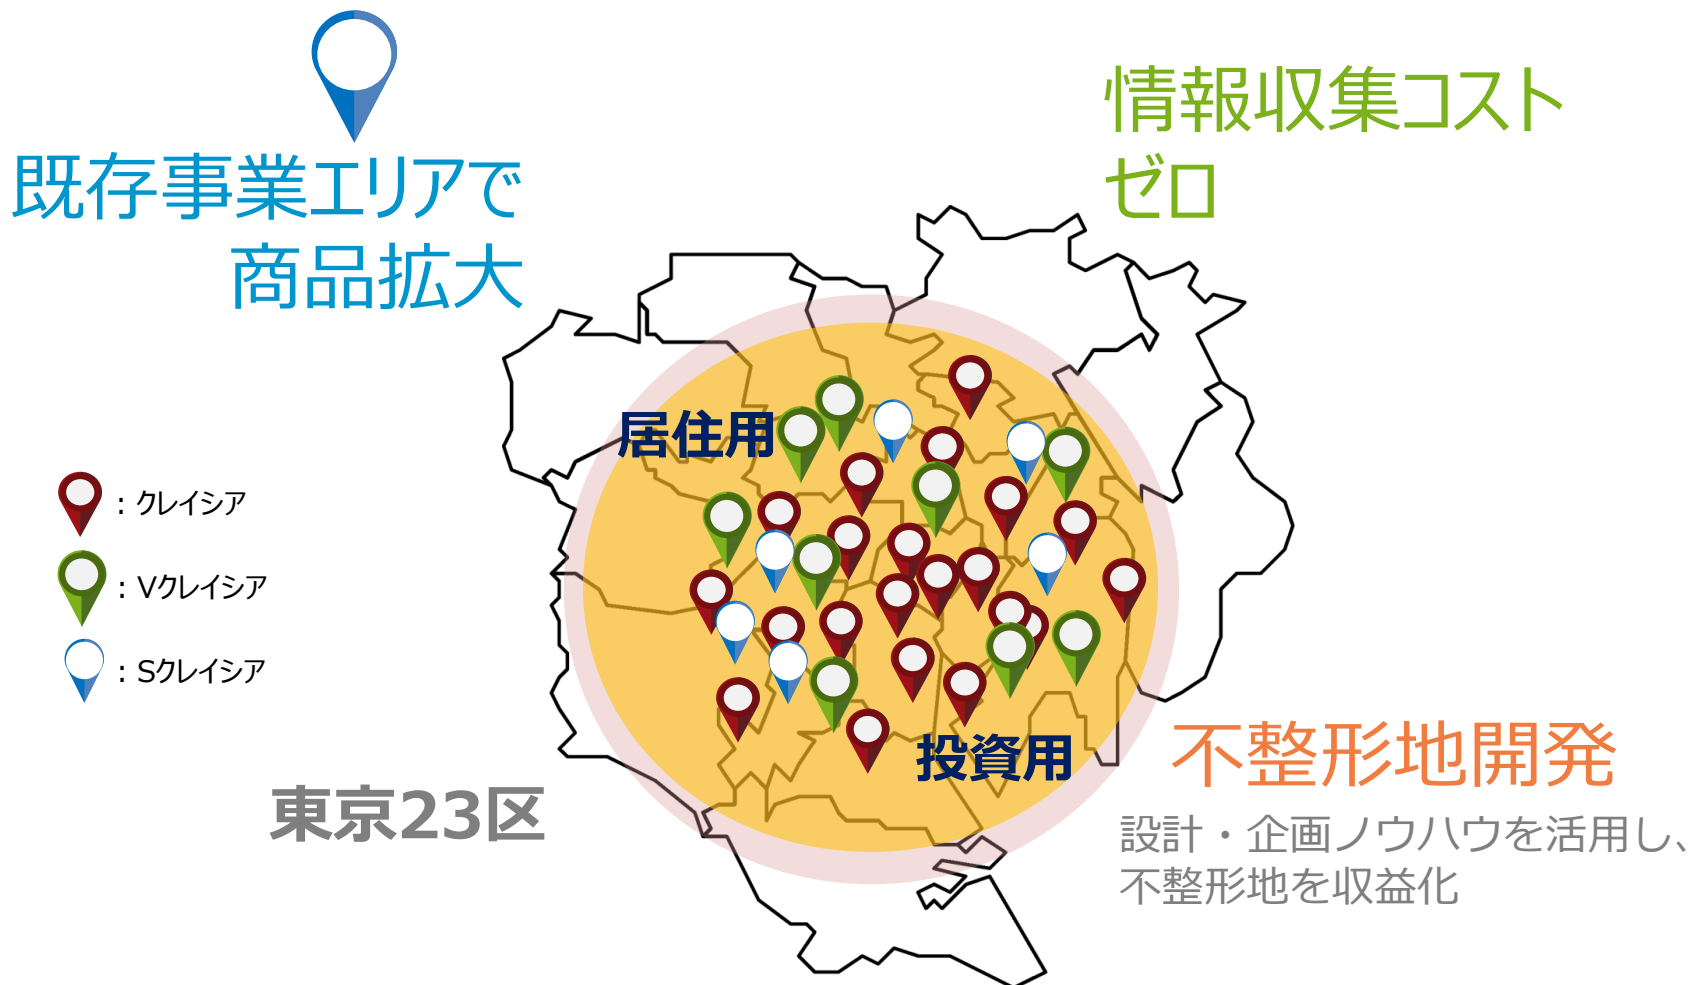 既存事業エリアで
商品拡大
情報収集コスト
ゼロ
居住用
：クレイシア
：Vクレイシア
：Sクレイシア
投資用
東京23区
不整形地開発
設計・企画ノウハウを活用し、
不整形地を収益化